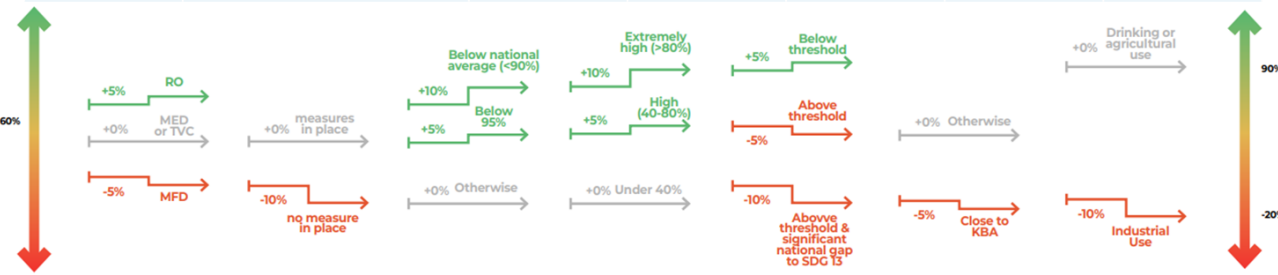 60%
+5%
RO
+0%
MED
or TVC
-5%
MFD
+0%
measures
in place
-10%
no measure
in place
+10%
Below national
average (<90%)
+5%
Below
95%
+0% Otherwise
+10%
Extremely
high (>80%)
+5%
High
(40-80%)
+0% Under 40%
+5%
Below
threshold
-5%
Above
threshold
-10%
Abovve
threshold &
significant
national gap
to SDG 13
+0% Otherwise
-5%
Close to
KBA
+0%
Drinking or
agricultural
use
-10%
Industrial
Use
90%
-20%